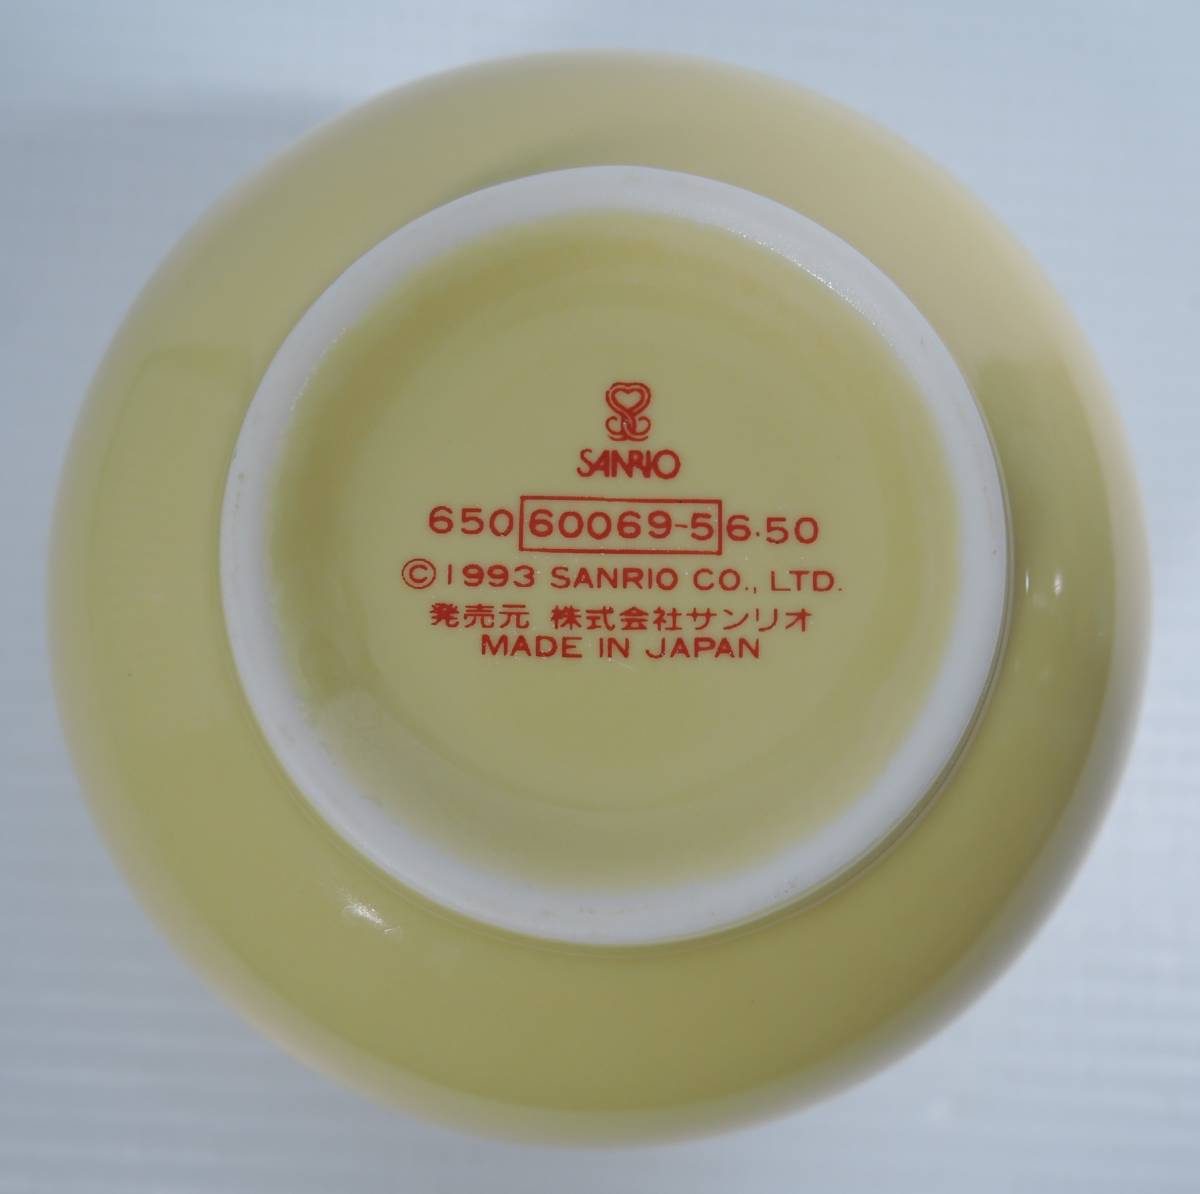 SANRIO
650 60069-5 6.50
©1993 SANRIO CO., LTD.
発売元 株式会社サンリオ
MADE IN JAPAN